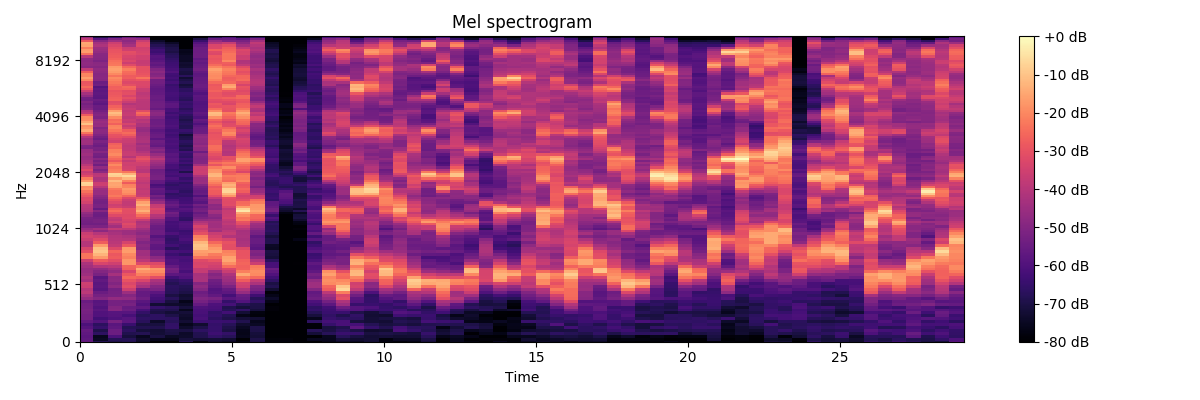 Mel spectrogram
8192
4096
2048
1024
512
0
Hz
0 5 10 15 20 25
Time
+0 dB
-10 dB
-20 dB
-30 dB
-40 dB
-50 dB
-60 dB
-70 dB
-80 dB